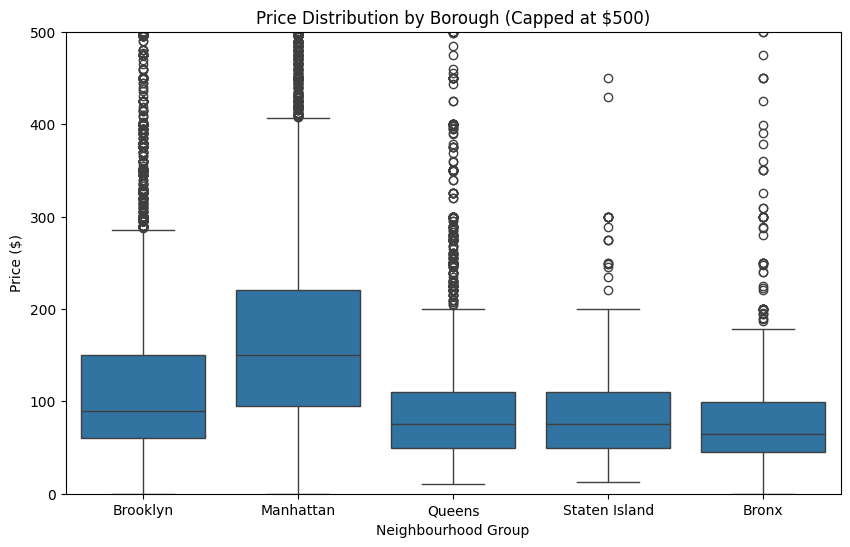 Price Distribution by Borough (Capped at $500)
500
400
300
200
100
0
Price ($)
Brooklyn Manhattan Queens Staten Island Bronx
Neighbourhood Group